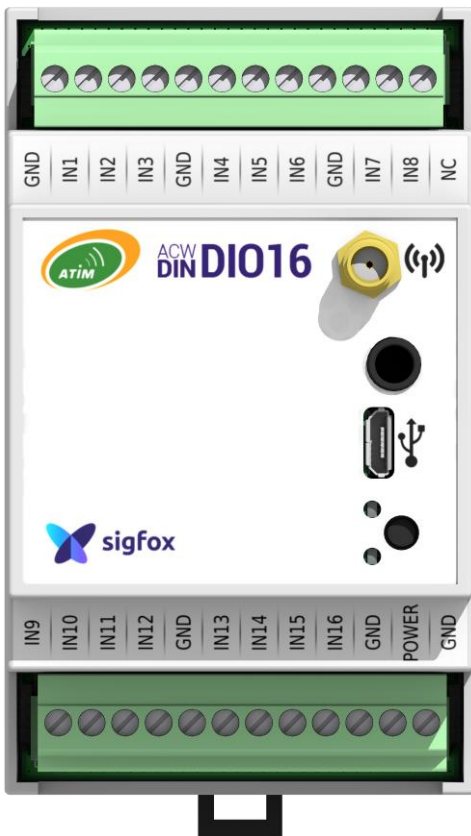 GND IN1 IN2 IN3 GND IN4 IN5 IN6 GND IN7 IN8 NC
ATIM
ACW
DIN DIO16
sigfox
IN9 IN10 IN11 IN12 GND IN13 IN14 IN15 IN16 GND POWER GND